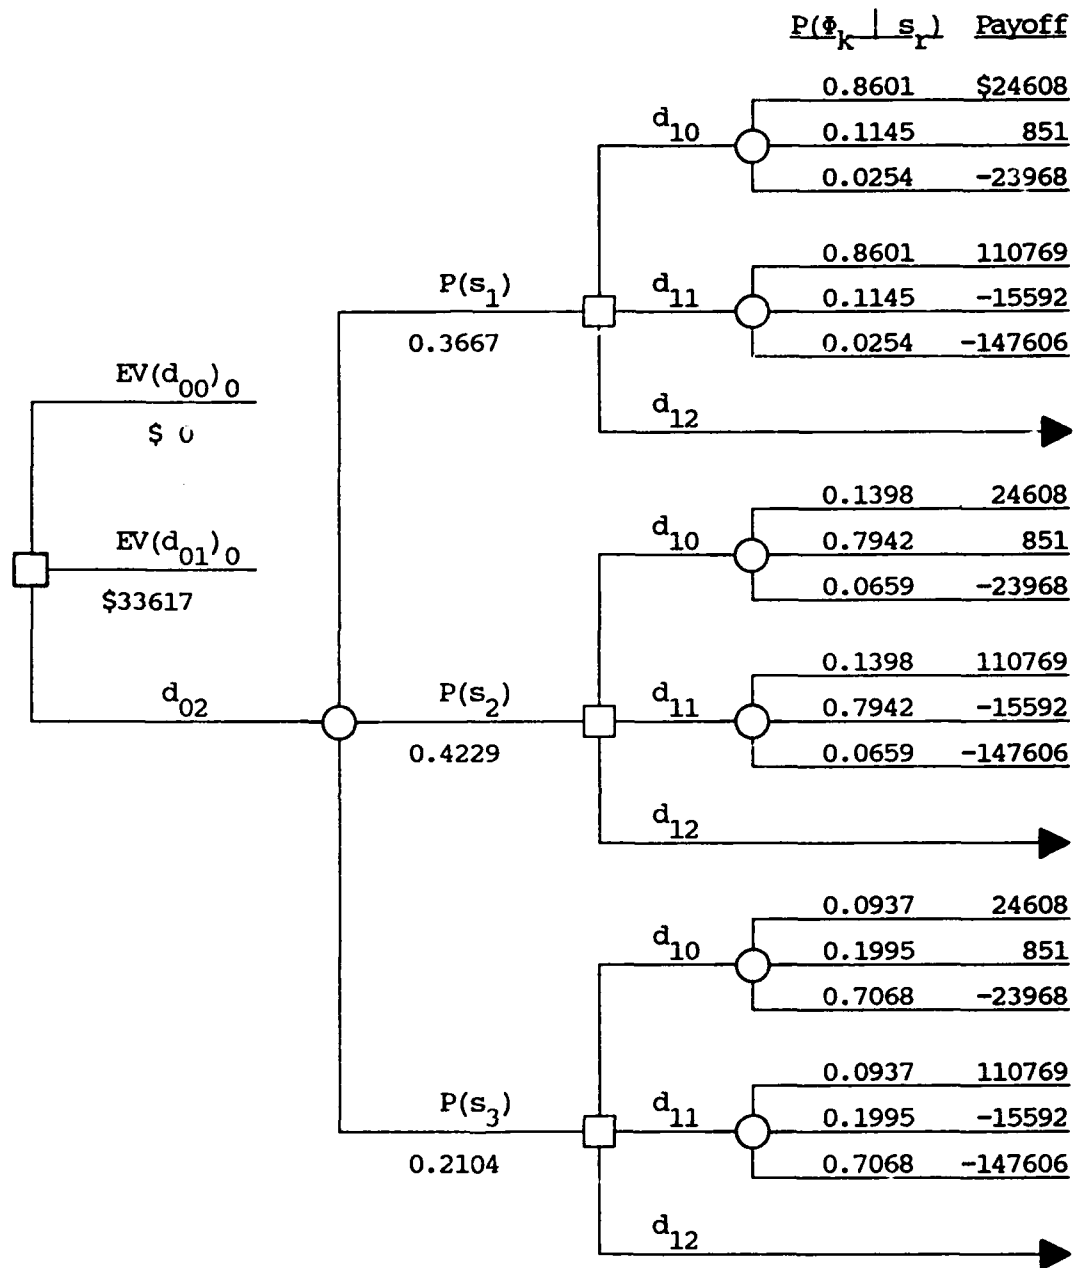 P(Φk | sr) Payoff
0.8601 $24608
d10
0.1145 851
0.0254 -23968
0.8601 110769
P(s1) d11
0.1145 -15592
0.3667
0.0254 -147606
EV(d00)0
d12
$ 0
0.1398 24608
d10
0.7942 851
EV(d01)0
0.0659 -23968
$33617
0.1398 110769
d02 P(s2) d11
0.7942 -15592
0.4229
0.0659 -147606
d12
0.0937 24608
d10
0.1995 851
0.7068 -23968
0.0937 110769
P(s3) d11
0.1995 -15592
0.2104
0.7068 -147606
d12